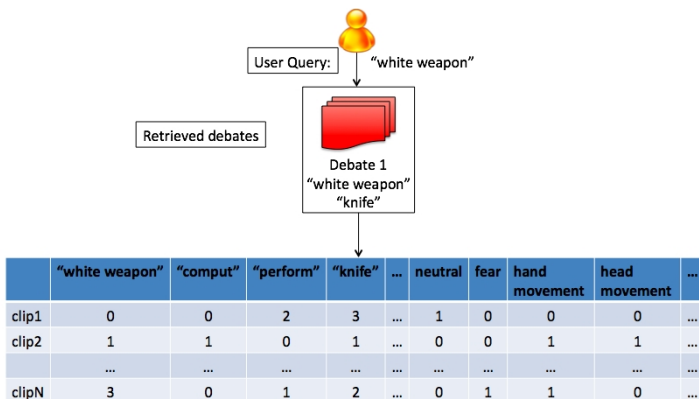 User Query:
“white weapon”
Retrieved debates
Debate 1
“white weapon”
“knife”
“white weapon” “comput” “perform” “knife” ... neutral fear hand movement head movement ...
clip1 0 0 2 3 ... 1 0 0 0 ...
clip2 1 1 0 1 ... 0 0 1 1 ...
... ... ... ... ... ... ... ... ... ...
clipN 3 0 1 2 ... 0 1 1 0 ...